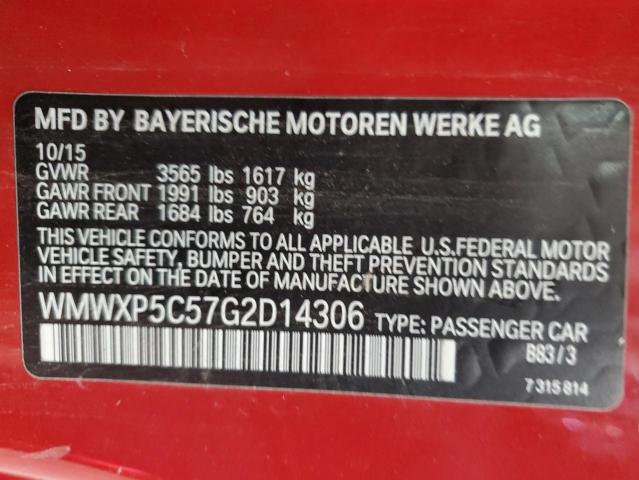 MFD BY BAYERISCHE MOTOREN WERKE AG
10/15
GVWR 3565 lbs 1617 kg
GAWR FRONT 1991 lbs 903 kg
GAWR REAR 1684 lbs 764 kg
THIS VEHICLE CONFORMS TO ALL APPLICABLE U.S.FEDERAL MOTOR
VEHICLE SAFETY, BUMPER AND THEFT PREVENTION STANDARDS
IN EFFECT ON THE DATE OF MANUFACTURE SHOWN ABOVE.
WMWXP5C57G2D14306 TYPE: PASSENGER CAR
B83/3
7315814